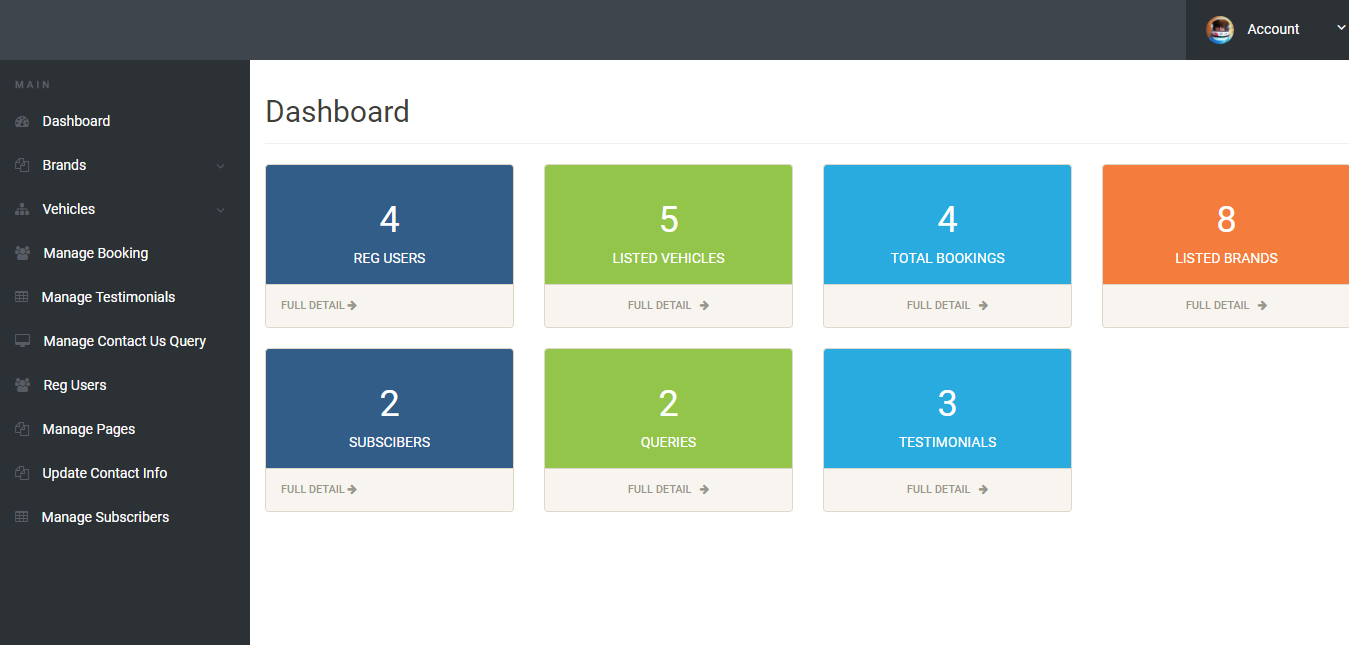 Account
MAIN
Dashboard
Brands
Vehicles
Manage Booking
Manage Testimonials
Manage Contact Us Query
Reg Users
Manage Pages
Update Contact Info
Manage Subscribers
Dashboard
4
REG USERS
FULL DETAIL
5
LISTED VEHICLES
FULL DETAIL
4
TOTAL BOOKINGS
FULL DETAIL
8
LISTED BRANDS
FULL DETAIL
2
SUBSCIBERS
FULL DETAIL
2
QUERIES
FULL DETAIL
3
TESTIMONIALS
FULL DETAIL